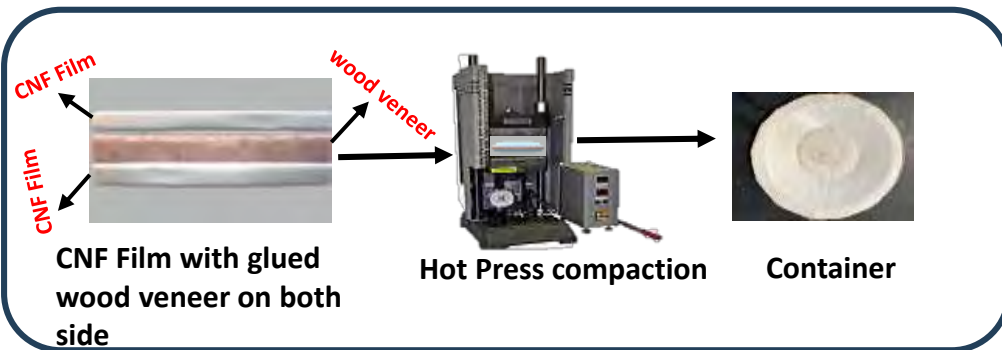 CNF Film
wood veneer
CNF Film
CNF Film with glued
wood veneer on both
side
Hot Press compaction
Container